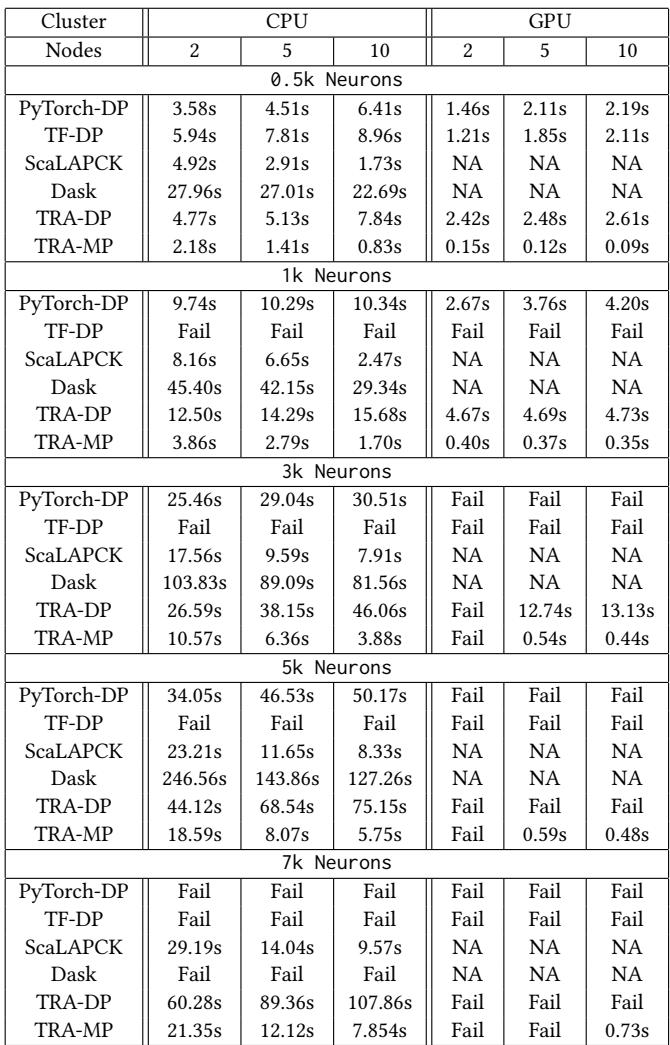 Cluster CPU GPU
Nodes 2 5 10 2 5 10
0.5k Neurons
PyTorch-DP 3.58s 4.51s 6.41s 1.46s 2.11s 2.19s
TF-DP 5.94s 7.81s 8.96s 1.21s 1.85s 2.11s
ScaLAPCK 4.92s 2.91s 1.73s NA NA NA
Dask 27.96s 27.01s 22.69s NA NA NA
TRA-DP 4.77s 5.13s 7.84s 2.42s 2.48s 2.61s
TRA-MP 2.18s 1.41s 0.83s 0.15s 0.12s 0.09s
1k Neurons
PyTorch-DP 9.74s 10.29s 10.34s 2.67s 3.76s 4.20s
TF-DP Fail Fail Fail Fail Fail Fail
ScaLAPCK 8.16s 6.65s 2.47s NA NA NA
Dask 45.40s 42.15s 29.34s NA NA NA
TRA-DP 12.50s 14.29s 15.68s 4.67s 4.69s 4.73s
TRA-MP 3.86s 2.79s 1.70s 0.40s 0.37s 0.35s
3k Neurons
PyTorch-DP 25.46s 29.04s 30.51s Fail Fail Fail
TF-DP Fail Fail Fail Fail Fail Fail
ScaLAPCK 17.56s 9.59s 7.91s NA NA NA
Dask 103.83s 89.09s 81.56s NA NA NA
TRA-DP 26.59s 38.15s 46.06s Fail 12.74s 13.13s
TRA-MP 10.57s 6.36s 3.88s Fail 0.54s 0.44s
5k Neurons
PyTorch-DP 34.05s 46.53s 50.17s Fail Fail Fail
TF-DP Fail Fail Fail Fail Fail Fail
ScaLAPCK 23.21s 11.65s 8.33s NA NA NA
Dask 246.56s 143.86s 127.26s NA NA NA
TRA-DP 44.12s 68.54s 75.15s Fail Fail Fail
TRA-MP 18.59s 8.07s 5.75s Fail 0.59s 0.48s
7k Neurons
PyTorch-DP Fail Fail Fail Fail Fail Fail
TF-DP Fail Fail Fail Fail Fail Fail
ScaLAPCK 29.19s 14.04s 9.57s NA NA NA
Dask Fail Fail Fail NA NA NA
TRA-DP 60.28s 89.36s 107.86s Fail Fail Fail
TRA-MP 21.35s 12.12s 7.854s Fail Fail 0.73s